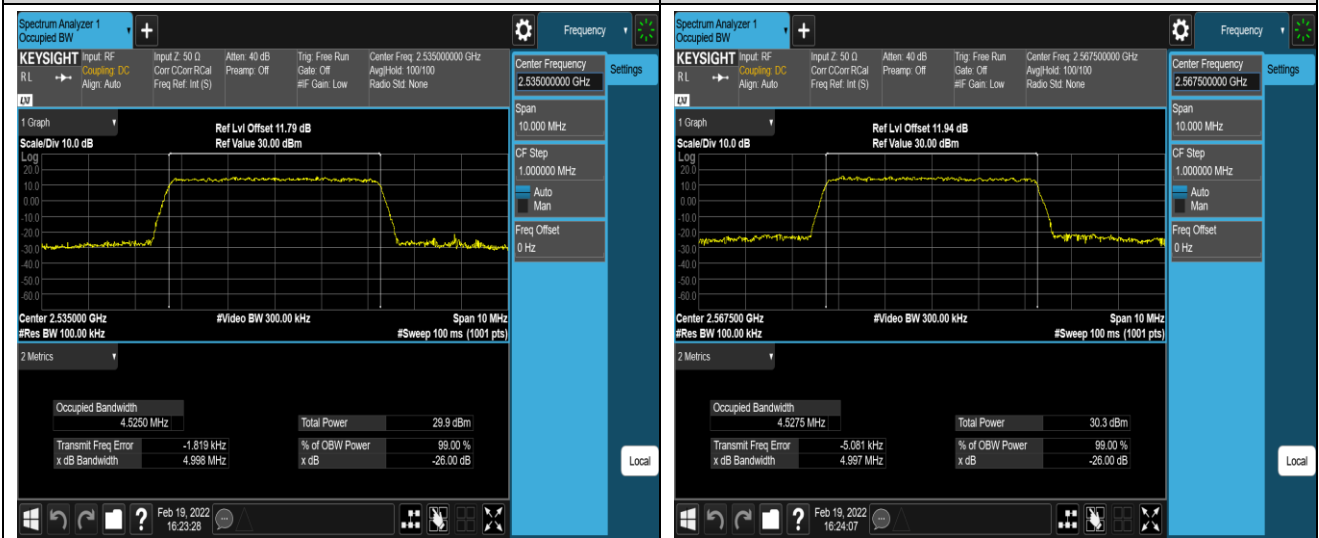 Spectrum Analyzer 1
Occupied BW
+
Frequency
KEYSIGHT
RL
LXI
Input: RF
Coupling: DC
Align: Auto
Input Z: 50 Ω
Corr CCorr RCal
Freq Ref: Int (S)
Atten: 40 dB
Preamp: Off
Trig: Free Run
Gate: Off
#IF Gain: Low
Center Freq: 2.535000000 GHz
Avg|Hold: 100/100
Radio Std: None
Center Frequency
2.535000000 GHz
Settings
Span
10.000 MHz
CF Step
1.000000 MHz
Auto
Man
Freq Offset
0 Hz
Local
1 Graph
Scale/Div 10.0 dB
Ref Lvl Offset 11.79 dB
Ref Value 30.00 dBm
Log
20.0
10.0
0.00
-10.0
-20.0
-30.0
-40.0
-50.0
-60.0
Center 2.535000 GHz
#Res BW 100.00 kHz
#Video BW 300.00 kHz
Span 10 MHz
#Sweep 100 ms (1001 pts)
2 Metrics
Occupied Bandwidth
4.5250 MHz
Total Power 29.9 dBm
Transmit Freq Error -1.819 kHz
% of OBW Power 99.00 %
x dB Bandwidth 4.998 MHz
x dB -26.00 dB
?
Feb 19, 2022
16:23:28
Spectrum Analyzer 1
Occupied BW
+
Frequency
KEYSIGHT
RL
LXI
Input: RF
Coupling: DC
Align: Auto
Input Z: 50 Ω
Corr CCorr RCal
Freq Ref: Int (S)
Atten: 40 dB
Preamp: Off
Trig: Free Run
Gate: Off
#IF Gain: Low
Center Freq: 2.567500000 GHz
Avg|Hold: 100/100
Radio Std: None
Center Frequency
2.567500000 GHz
Settings
Span
10.000 MHz
CF Step
1.000000 MHz
Auto
Man
Freq Offset
0 Hz
Local
1 Graph
Scale/Div 10.0 dB
Ref Lvl Offset 11.94 dB
Ref Value 30.00 dBm
Log
20.0
10.0
0.00
-10.0
-20.0
-30.0
-40.0
-50.0
-60.0
Center 2.567500 GHz
#Res BW 100.00 kHz
#Video BW 300.00 kHz
Span 10 MHz
#Sweep 100 ms (1001 pts)
2 Metrics
Occupied Bandwidth
4.5275 MHz
Total Power 30.3 dBm
Transmit Freq Error -5.081 kHz
% of OBW Power 99.00 %
x dB Bandwidth 4.997 MHz
x dB -26.00 dB
?
Feb 19, 2022
16:24:07